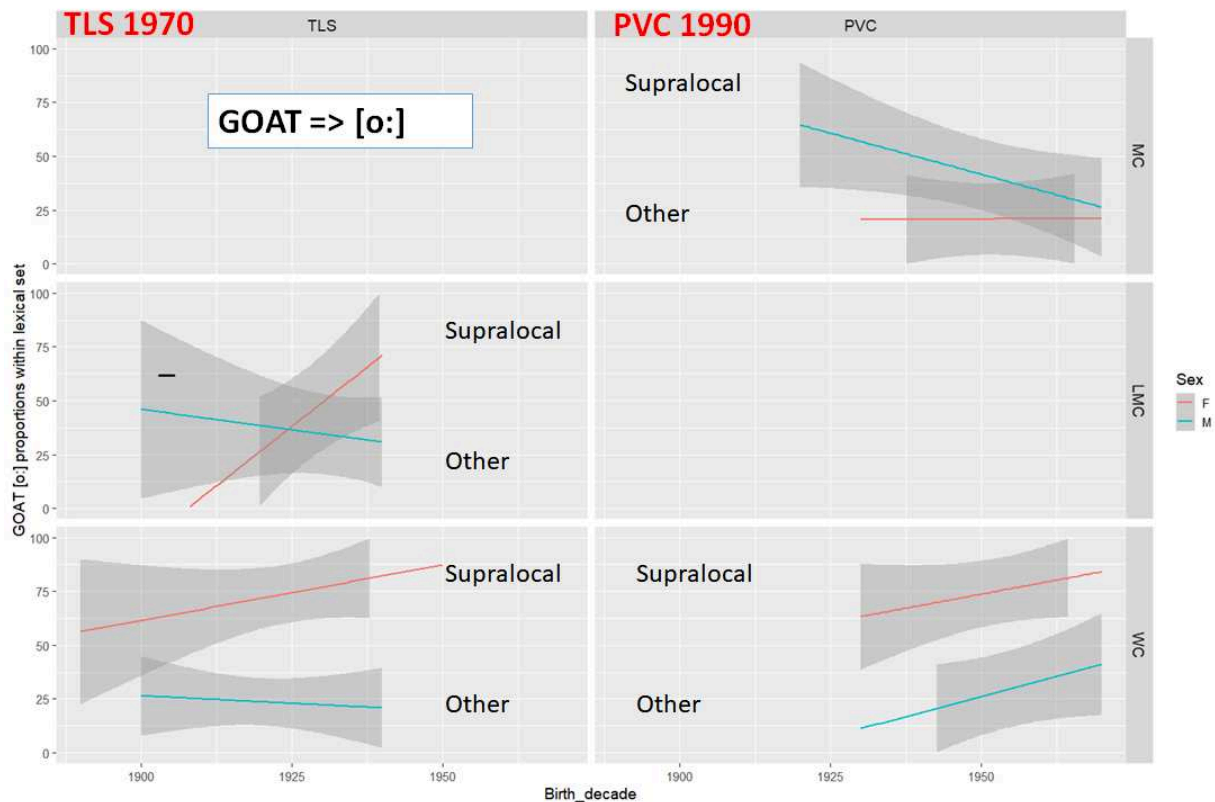 TLS 1970
TLS
PVC 1990
PVC
GOAT => [o:]
Supralocal
Other
MC
100
75
50
25
0
Supralocal
Other
LMC
100
75
50
25
0
Supralocal
Other
Supralocal
Other
WC
100
75
50
25
0
GOAT [o:] proportions within lexical set
Sex
F
M
1900
1925
1950
1900
1925
1950
Birth_decade